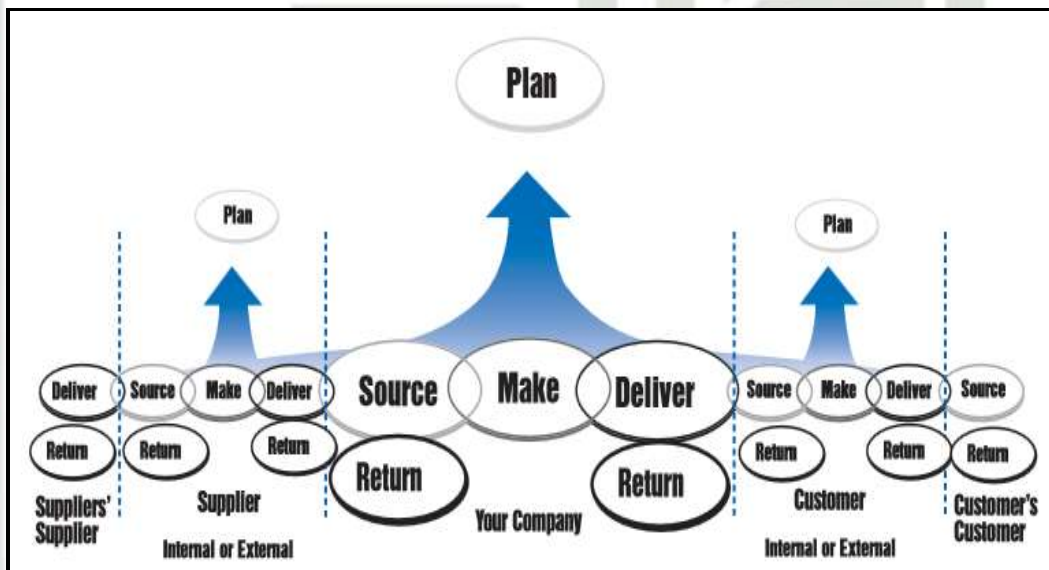 Plan
Plan
Plan
Deliver
Source
Make
Deliver
Source
Make
Deliver
Source
Make
Deliver
Source
Return
Return
Return
Return
Return
Return
Return
Return
Suppliers'
Supplier
Supplier
Internal or External
Your Company
Customer
Internal or External
Customer's
Customer